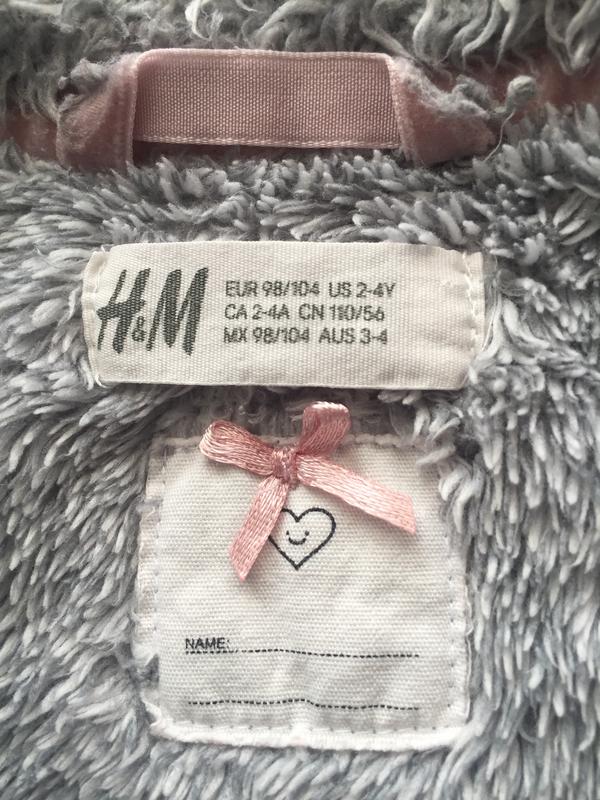 H&M
EUR 98/104 US 2-4Y
CA 2-4A CN 110/56
MX 98/104 AUS 3-4
NAME: